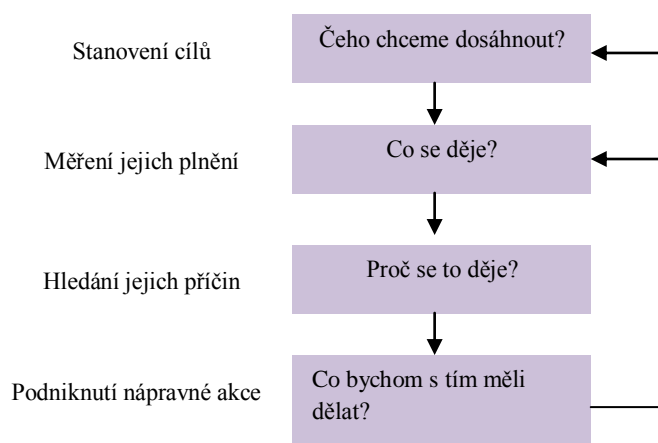 Stanovení cílů
Čeho chceme dosáhnout?
Měření jejich plnění
Co se děje?
Hledání jejich příčin
Proč se to děje?
Podniknutí nápravné akce
Co bychom s tím měli
dělat?